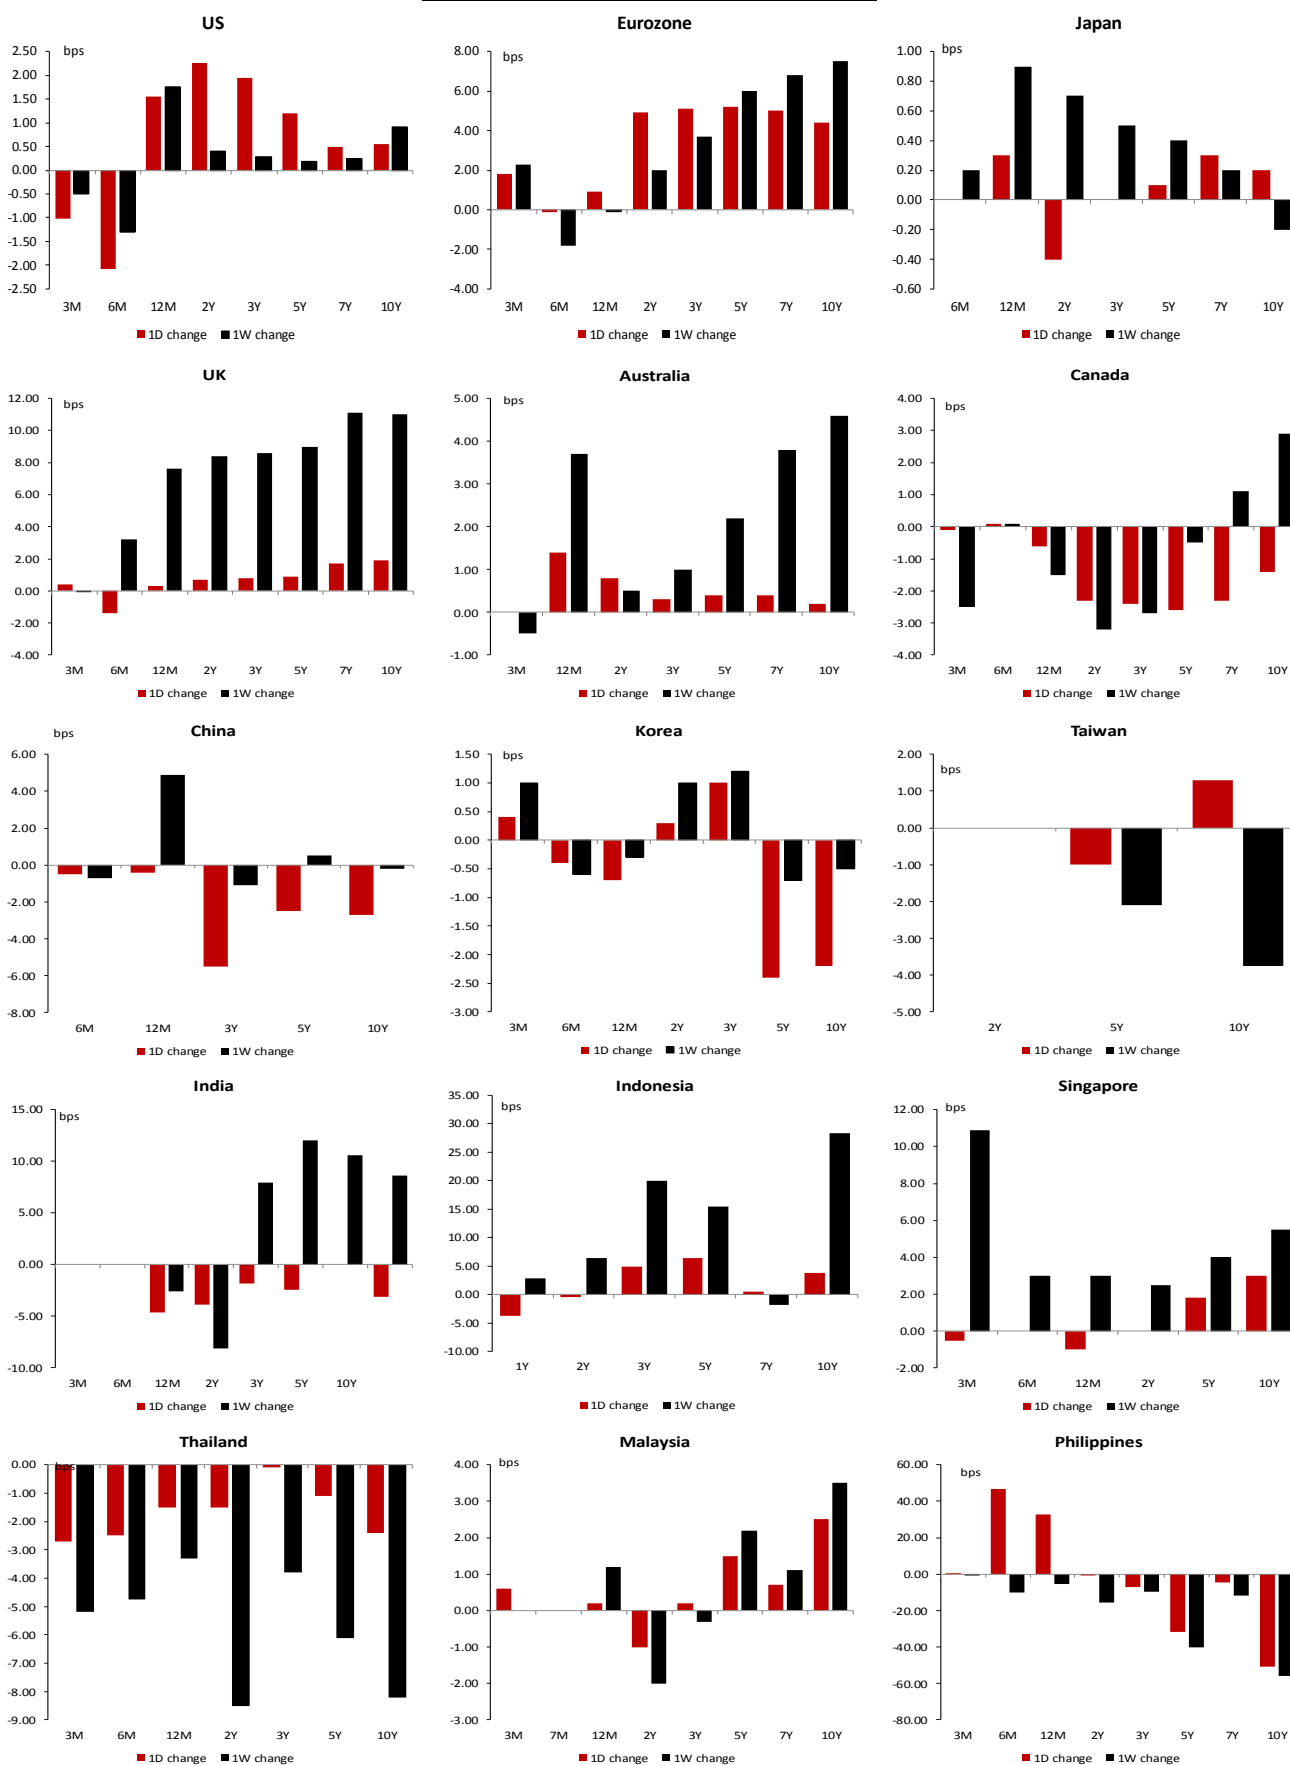 US
bps
2.50
2.00
1.50
1.00
0.50
0.00
-0.50
-1.00
-1.50
-2.00
-2.50
3M 6M 12M 2Y 3Y 5Y 7Y 10Y
1D change 1W change
Eurozone
bps
8.00
6.00
4.00
2.00
0.00
-2.00
-4.00
3M 6M 12M 2Y 3Y 5Y 7Y 10Y
1D change 1W change
Japan
bps
1.00
0.80
0.60
0.40
0.20
0.00
-0.20
-0.40
-0.60
6M 12M 2Y 3Y 5Y 7Y 10Y
1D change 1W change
UK
bps
12.00
10.00
8.00
6.00
4.00
2.00
0.00
-2.00
-4.00
3M 6M 12M 2Y 3Y 5Y 7Y 10Y
1D change 1W change
Australia
bps
5.00
4.00
3.00
2.00
1.00
0.00
-1.00
3M 12M 2Y 3Y 5Y 7Y 10Y
1D change 1W change
Canada
bps
4.00
3.00
2.00
1.00
0.00
-1.00
-2.00
-3.00
-4.00
3M 6M 12M 2Y 3Y 5Y 7Y 10Y
1D change 1W change
China
bps
6.00
4.00
2.00
0.00
-2.00
-4.00
-6.00
-8.00
6M 12M 3Y 5Y 10Y
1D change 1W change
Korea
bps
1.50
1.00
0.50
0.00
-0.50
-1.00
-1.50
-2.00
-2.50
-3.00
3M 6M 12M 2Y 3Y 5Y 10Y
1D change 1W change
Taiwan
bps
2.00
1.00
0.00
-1.00
-2.00
-3.00
-4.00
-5.00
2Y 5Y 10Y
1D change 1W change
India
bps
15.00
10.00
5.00
0.00
-5.00
-10.00
3M 6M 12M 2Y 3Y 5Y 10Y
1D change 1W change
Indonesia
bps
35.00
30.00
25.00
20.00
15.00
10.00
5.00
0.00
-5.00
-10.00
1Y 2Y 3Y 5Y 7Y 10Y
1D change 1W change
Singapore
bps
12.00
10.00
8.00
6.00
4.00
2.00
0.00
-2.00
3M 6M 12M 2Y 5Y 10Y
1D change 1W change
Thailand
bps
0.00
-1.00
-2.00
-3.00
-4.00
-5.00
-6.00
-7.00
-8.00
-9.00
3M 6M 12M 2Y 3Y 5Y 10Y
1D change 1W change
Malaysia
bps
4.00
3.00
2.00
1.00
0.00
-1.00
-2.00
-3.00
3M 7M 12M 2Y 3Y 5Y 7Y 10Y
1D change 1W change
Philippines
bps
60.00
40.00
20.00
0.00
-20.00
-40.00
-60.00
-80.00
3M 6M 12M 2Y 3Y 5Y 7Y 10Y
1D change 1W change